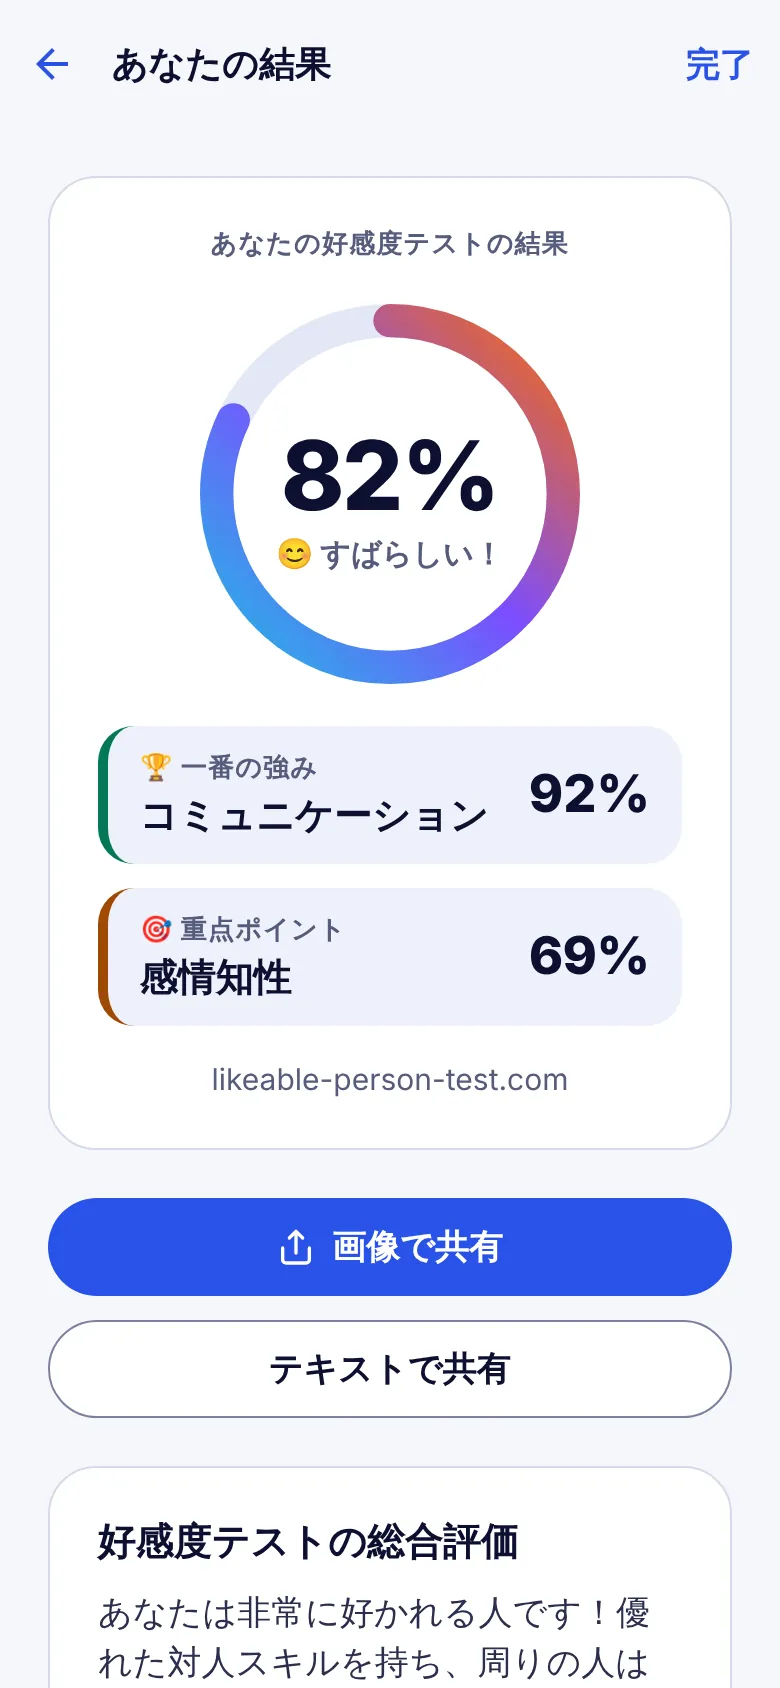 あなたの結果
完了
あなたの好感度テストの結果
82%
😊 すばらしい！
🏆 一番の強み
コミュニケーション
92%
🎯 重点ポイント
感情知性
69%
likeable-person-test.com
画像で共有
テキストで共有
好感度テストの総合評価
あなたは非常に好かれる人です！優
れた対人スキルを持ち、周りの人は